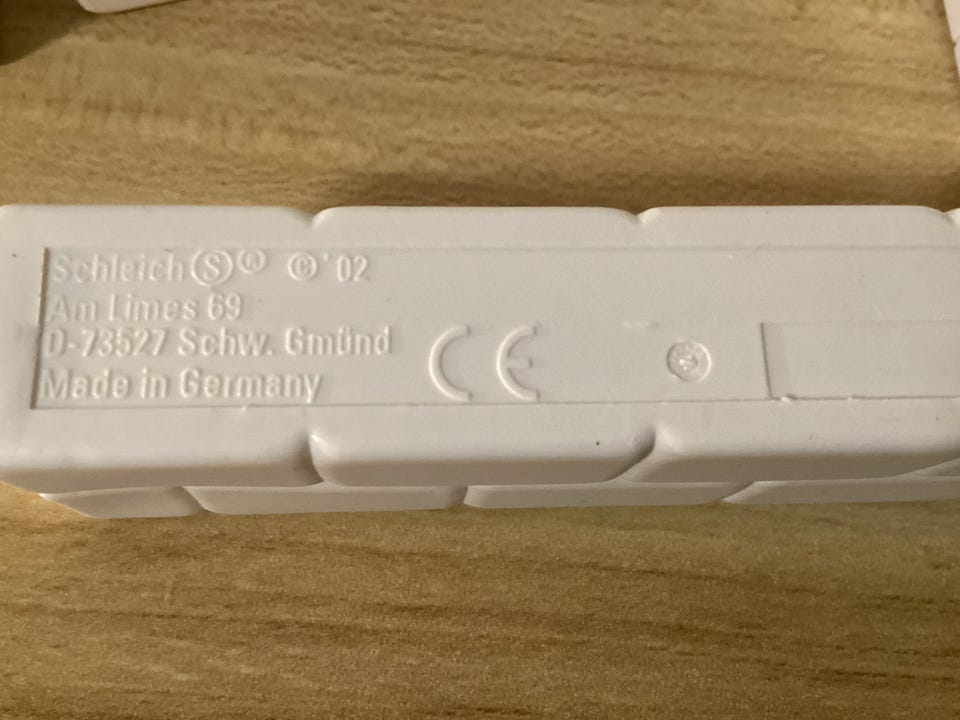 Schleich Ⓢ® ©'02
Am Limes 69
D-73527 Schw. Gmünd
Made in Germany
CE